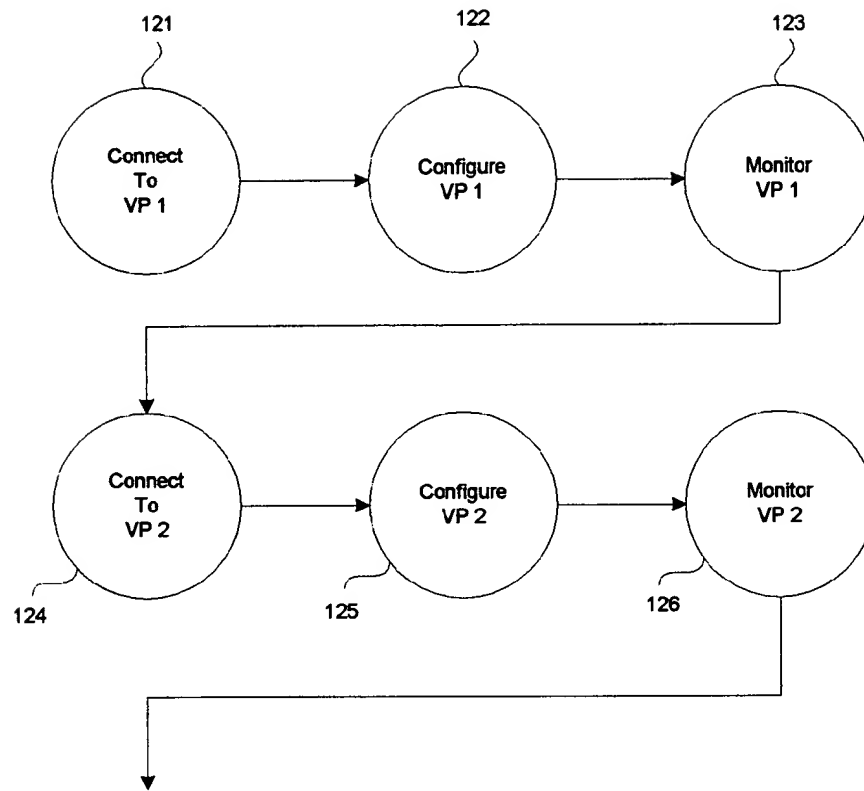 121
122
123
Connect
To
VP 1
Configure
VP 1
Monitor
VP 1
Connect
To
VP 2
Configure
VP 2
Monitor
VP 2
124
125
126